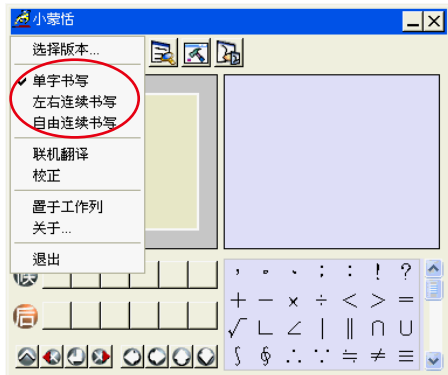 小蒙恬
选择版本...
单字书写
左右连续书写
自由连续书写
联机翻译
校正
置于工作列
关于...
退出
候
， 。 、 ； ： ！ ？
＋ － × ÷ ＜ ＞ ＝
后
√ ∟ ∠ ｜ ∥ ∩ ∪
∫ ∮ ∴ ∵ ≒ ≠ ≡